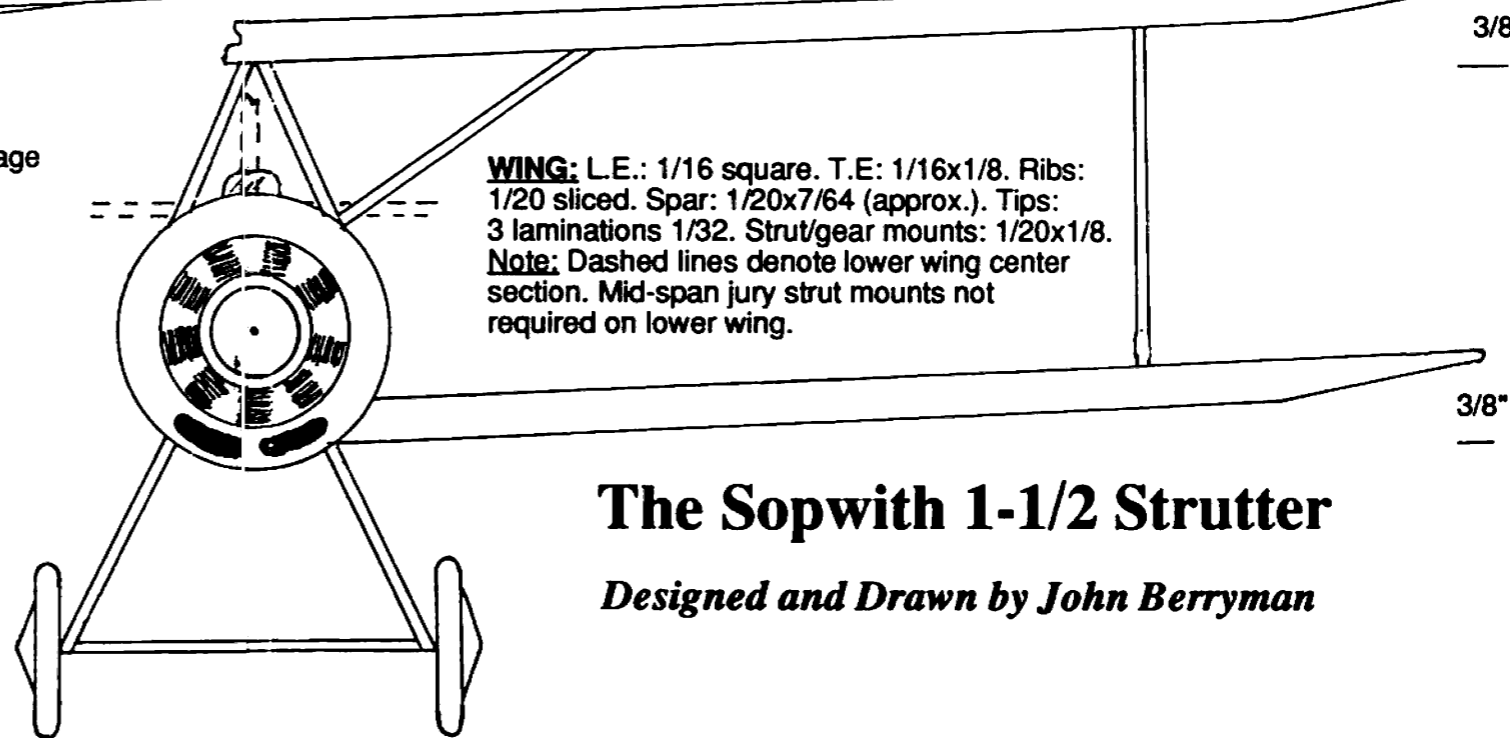 3/8
age
WING: L.E.: 1/16 square. T.E: 1/16x1/8. Ribs:
1/20 sliced. Spar: 1/20x7/64 (approx.). Tips:
3 laminations 1/32. Strut/gear mounts: 1/20x1/8.
Note: Dashed lines denote lower wing center
section. Mid-span jury strut mounts not
required on lower wing.
3/8"
The Sopwith 1-1/2 Strutter
Designed and Drawn by John Berryman